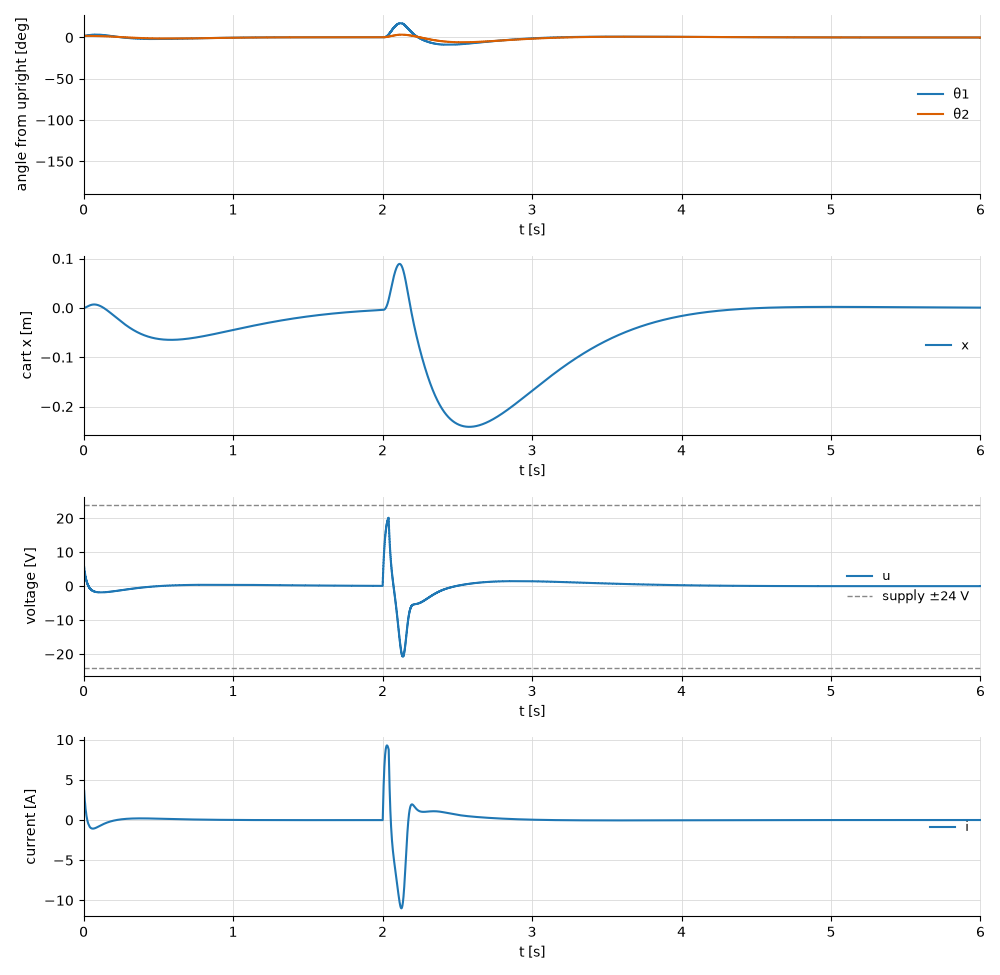 angle from upright [deg]
0
−50
−100
−150
θ1
θ2
0 1 2 3 4 5 6
t [s]
cart x [m]
0.1
0.0
−0.1
−0.2
x
0 1 2 3 4 5 6
t [s]
voltage [V]
20
10
0
−10
−20
u
supply ±24 V
0 1 2 3 4 5 6
t [s]
current [A]
10
5
0
−5
−10
i
0 1 2 3 4 5 6
t [s]